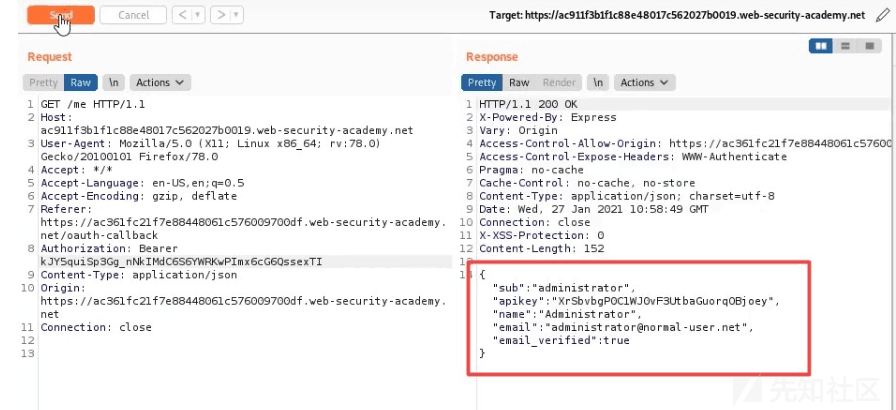 Send
Cancel
Target: https://ac911f3b1f1c88e48017c562027b0019.web-security-academy.net
Request
Pretty Raw \n Actions
1 GET /me HTTP/1.1
2 Host:
ac911f3b1f1c88e48017c562027b0019.web-security-academy.net
3 User-Agent: Mozilla/5.0 (X11; Linux x86_64; rv:78.0)
Gecko/20100101 Firefox/78.0
4 Accept: */*
5 Accept-Language: en-US,en;q=0.5
6 Accept-Encoding: gzip, deflate
7 Referer:
https://ac361fc21f7e88448061c576009700df.web-security-academy.
net/oauth-callback
8 Authorization: Bearer
kJY5quiSp3Gg_nNkIMdC6S6YWRKwPImx6cG6QssexTI
9 Content-Type: application/json
10 Origin:
https://ac361fc21f7e88448061c576009700df.web-security-academy.
net
11 Connection: close
12
13
Response
Pretty Raw Render \n Actions
1 HTTP/1.1 200 OK
2 X-Powered-By: Express
3 Vary: Origin
4 Access-Control-Allow-Origin: https://ac361fc21f7e88448061c57600
5 Access-Control-Expose-Headers: WWW-Authenticate
6 Pragma: no-cache
7 Cache-Control: no-cache, no-store
8 Content-Type: application/json; charset=utf-8
9 Date: Wed, 27 Jan 2021 10:58:49 GMT
10 Connection: close
11 X-XSS-Protection: 0
12 Content-Length: 152
13
14 {
"sub":"administrator",
"apikey":"XrSbvbgP0C1WJ0vF3UtbaGuorqOBjoey",
"name":"Administrator",
"email":"administrator@normal-user.net",
"email_verified":true
}
先知社区